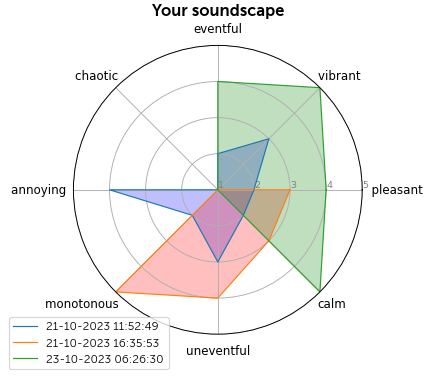 Your soundscape
eventful
chaotic
vibrant
annoying
1 2 3 4 5
pleasant
monotonous
calm
uneventful
21-10-2023 11:52:49
21-10-2023 16:35:53
23-10-2023 06:26:30